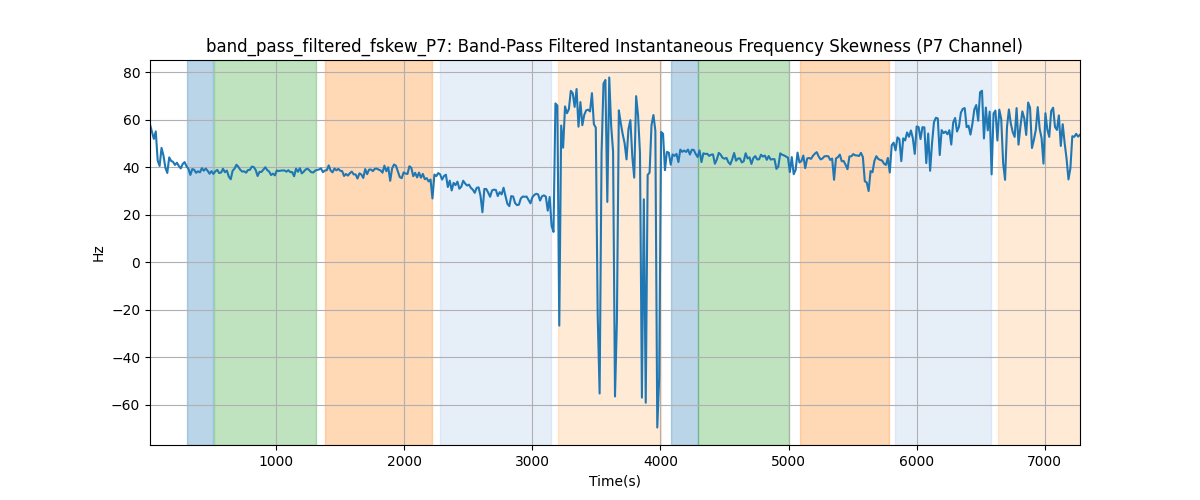 band_pass_filtered_fskew_P7: Band-Pass Filtered Instantaneous Frequency Skewness (P7 Channel)
80
60
40
20
0
−20
−40
−60
Hz
1000 2000 3000 4000 5000 6000 7000
Time(s)